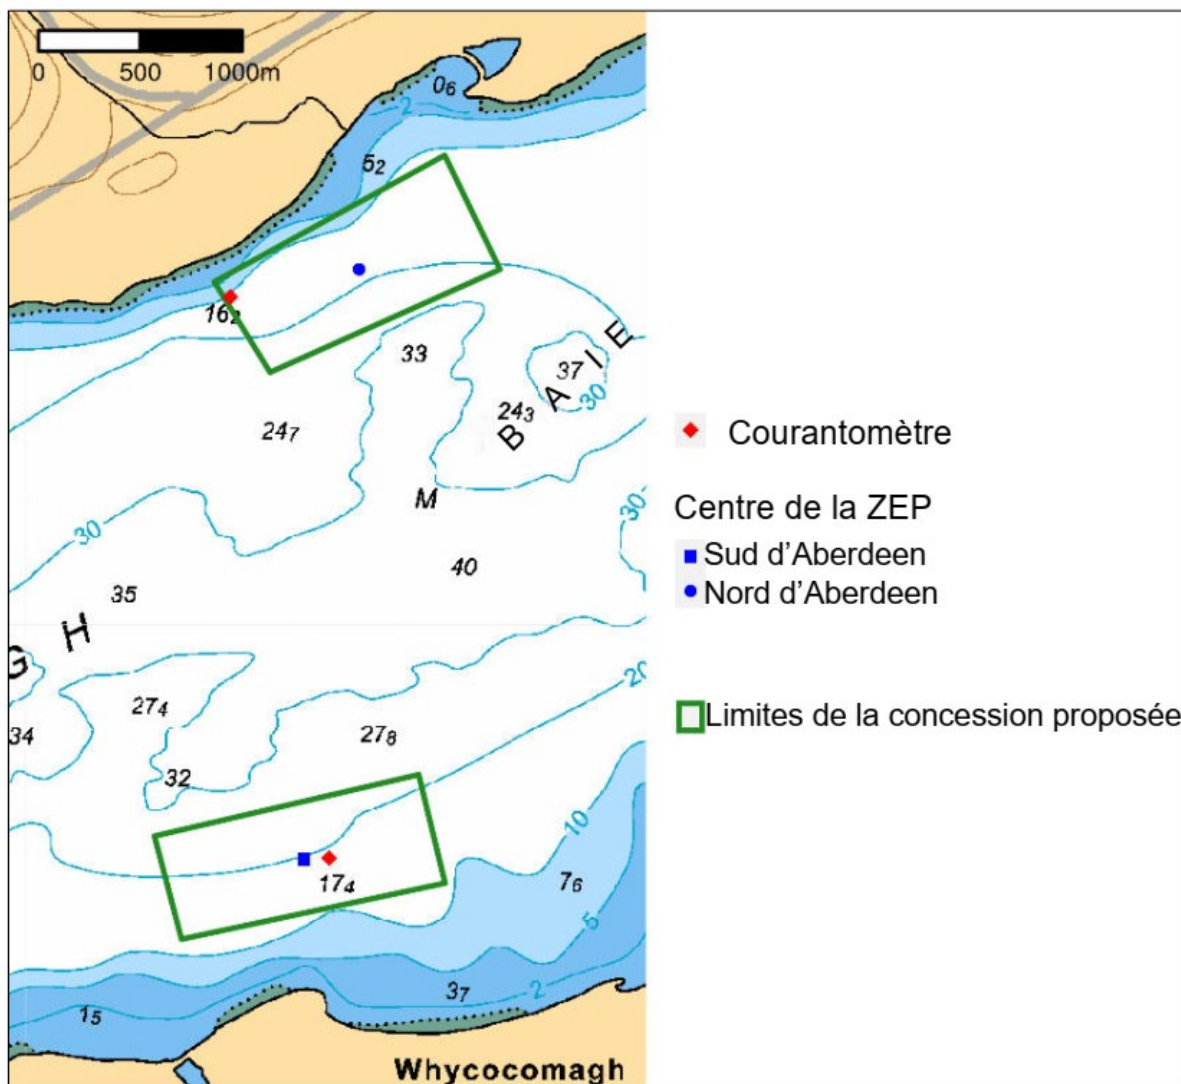 0 500 1000m
0₆
2
5₂
16₂
33
37
30
24₇
24₃
B A I E
M
30
30
40
35
G H
27₄
20
34
27₈
32
10
17₄
7₆
5
3₇
2
1₅
Whycocomagh
Courantomètre
Centre de la ZEP
Sud d'Aberdeen
Nord d'Aberdeen
Limites de la concession proposée